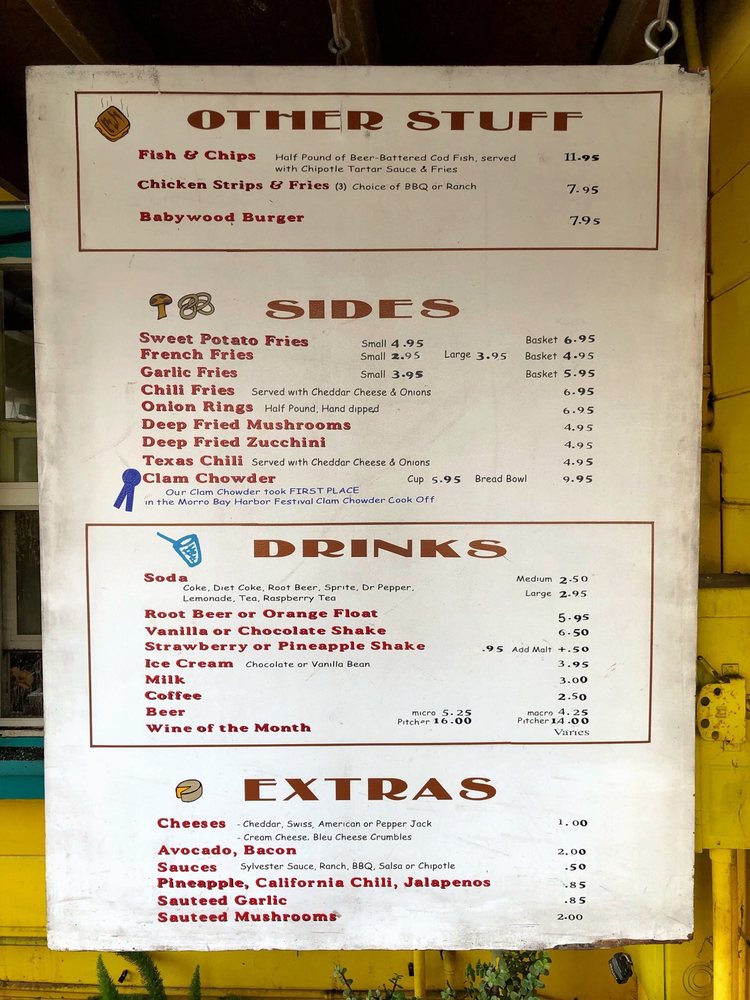 OTHER STUFF
Fish & Chips Half Pound of Beer-Battered Cod Fish, served 11.95
with Chipotle Tartar Sauce & Fries
Chicken Strips & Fries (3) Choice of BBQ or Ranch 7.95
Babywood Burger 7.95
SIDES
Sweet Potato Fries Small 4.95 Basket 6.95
French Fries Small 2.95 Large 3.95 Basket 4.95
Garlic Fries Small 3.95 Basket 5.95
Chili Fries Served with Cheddar Cheese & Onions 6.95
Onion Rings Half Pound, Hand dipped 6.95
Deep Fried Mushrooms 4.95
Deep Fried Zucchini 4.95
Texas Chili Served with Cheddar Cheese & Onions 4.95
Clam Chowder Cup 5.95 Bread Bowl 9.95
Our Clam Chowder took FIRST PLACE
in the Morro Bay Harbor Festival Clam Chowder Cook Off
DRINKS
Soda Medium 2.50
Coke, Diet Coke, Root Beer, Sprite, Dr Pepper,
Lemonade, Tea, Raspberry Tea Large 2.95
Root Beer or Orange Float 5.95
Vanilla or Chocolate Shake 6.50
Strawberry or Pineapple Shake .95 Add Malt +.50
Ice Cream Chocolate or Vanilla Bean 3.95
Milk 3.00
Coffee 2.50
Beer micro 5.25 macro 4.25
Pitcher 16.00 Pitcher 14.00
Wine of the Month Varies
EXTRAS
Cheeses - Cheddar, Swiss, American or Pepper Jack 1.00
- Cream Cheese, Bleu Cheese Crumbles
Avocado, Bacon 2.00
Sauces Sylvester Sauce, Ranch, BBQ, Salsa or Chipotle .50
Pineapple, California Chili, Jalapenos .85
Sauteed Garlic .85
Sauteed Mushrooms 2.00